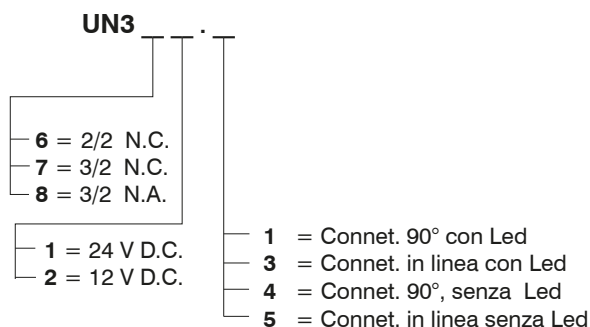 UN3 _ _ . _
6 = 2/2 N.C.
7 = 3/2 N.C.
8 = 3/2 N.A.
1 = 24 V D.C.
2 = 12 V D.C.
1 = Connet. 90° con Led
3 = Connet. in linea con Led
4 = Connet. 90°, senza Led
5 = Connet. in linea senza Led